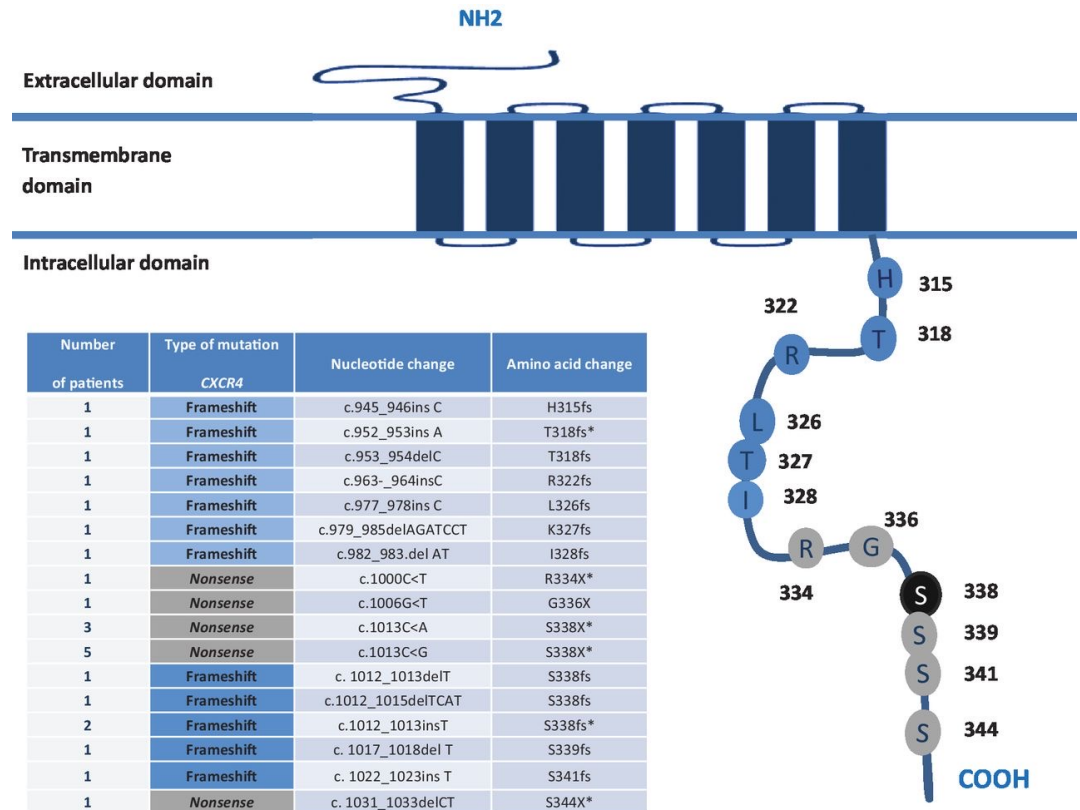 NH2
Extracellular domain
Transmembrane
domain
Intracellular domain
H 315
322
T 318
R
L 326
T 327
I 328
336
R G
334
S 338
S 339
S 341
S 344
COOH
Number of patients Type of mutation CXCR4 Nucleotide change Amino acid change
1 Frameshift c.945_946ins C H315fs
1 Frameshift c.952_953ins A T318fs*
1 Frameshift c.953_954delC T318fs
1 Frameshift c.963-_964insC R322fs
1 Frameshift c.977_978ins C L326fs
1 Frameshift c.979_985delAGATCCT K327fs
1 Frameshift c.982_983.del AT I328fs
1 Nonsense c.1000C<T R334X*
1 Nonsense c.1006G<T G336X
3 Nonsense c.1013C<A S338X*
5 Nonsense c.1013C<G S338X*
1 Frameshift c. 1012_1013delT S338fs
1 Frameshift c.1012_1015delTCAT S338fs
2 Frameshift c.1012_1013insT S338fs*
1 Frameshift c. 1017_1018del T S339fs
1 Frameshift c. 1022_1023ins T S341fs
1 Nonsense c. 1031_1033delCT S344X*